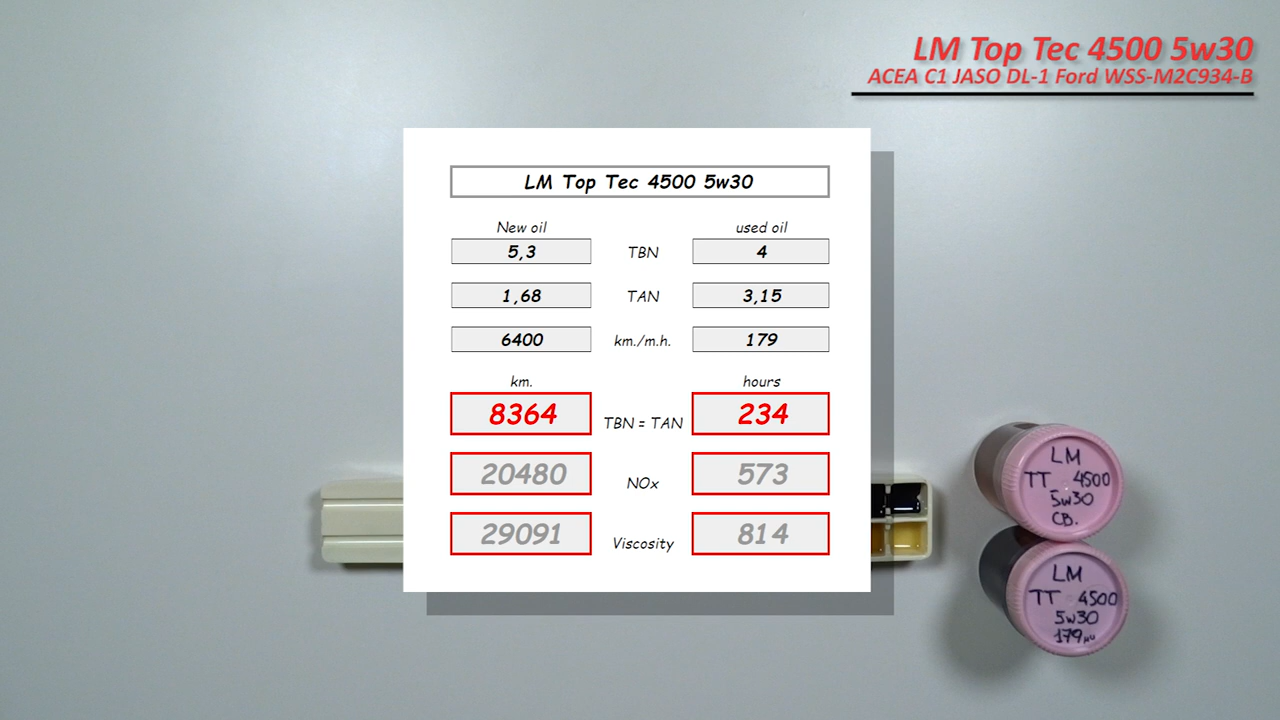 LM Top Tec 4500 5w30
ACEA C1 JASO DL-1 Ford WSS-M2C934-B
LM Top Tec 4500 5w30
New oil used oil
5,3 TBN 4
1,68 TAN 3,15
6400 km./m.h. 179
km. hours
8364 TBN = TAN 234
20480 NOx 573
29091 Viscosity 814
LM
TT 4500
5w30
СВ.
LM
TT 4500
5w30
179